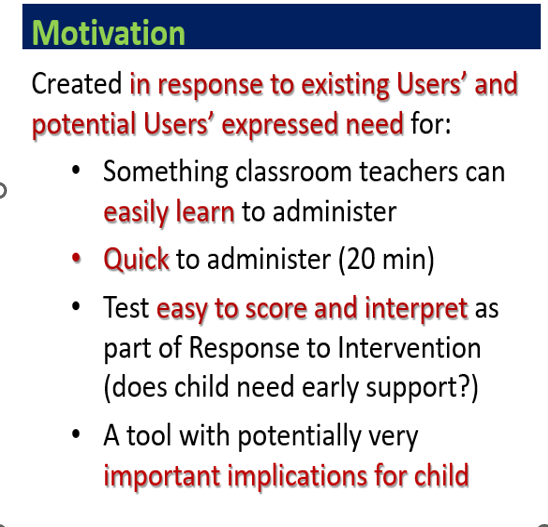 Motivation
Created in response to existing Users' and
potential Users' expressed need for:
• Something classroom teachers can
easily learn to administer
• Quick to administer (20 min)
• Test easy to score and interpret as
part of Response to Intervention
(does child need early support?)
• A tool with potentially very
important implications for child